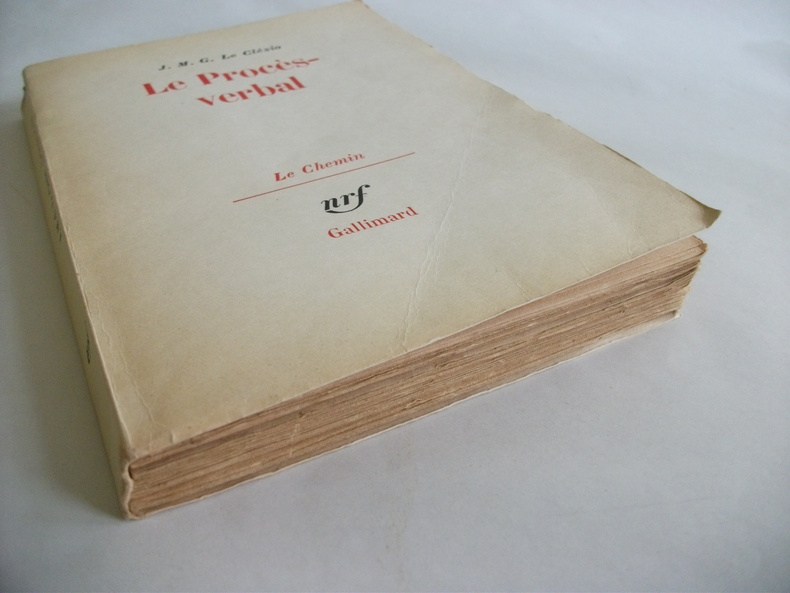 J. M. G. Le Clézio
Le Procès-
verbal
Le Chemin
nrf
Gallimard